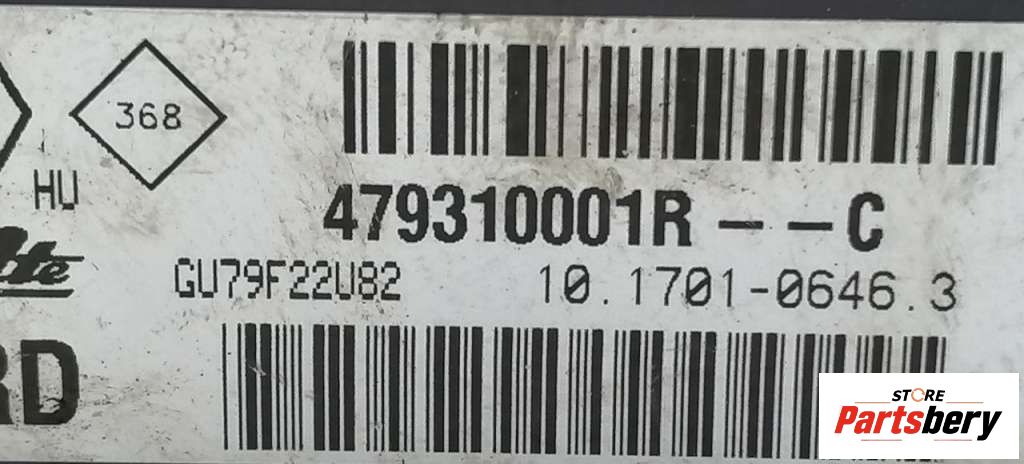 368
HU
479310001R--C
GU79F22U82
10.1701-0646.3
RD
STORE
Partsbery